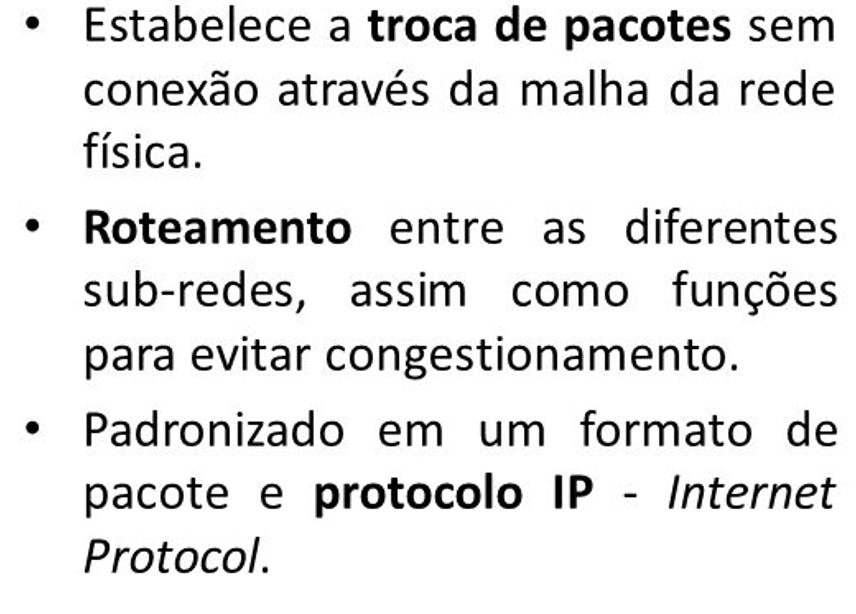 • Estabelece a troca de pacotes sem
conexão através da malha da rede
física.
• Roteamento entre as diferentes
sub-redes, assim como funções
para evitar congestionamento.
• Padronizado em um formato de
pacote e protocolo IP - Internet
Protocol.